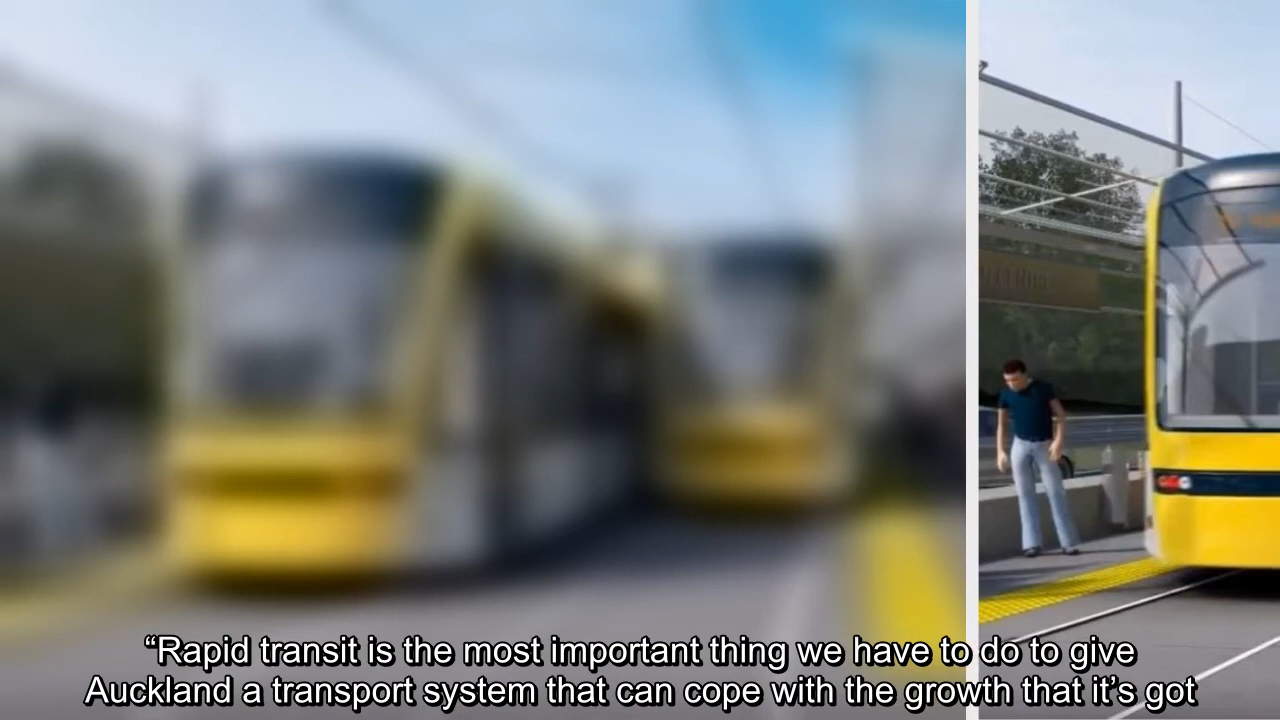 “Rapid transit is the most important thing we have to do to give
Auckland a transport system that can cope with the growth that it’s got